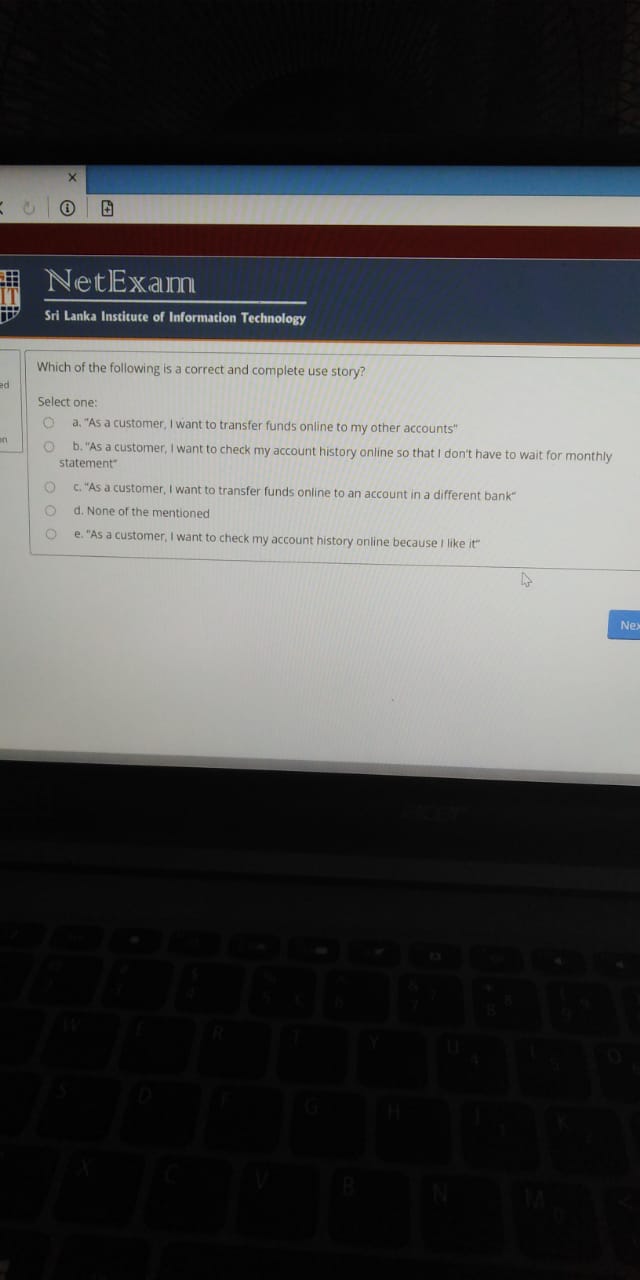 NetExam
IT
Sri Lanka Institute of Information Technology
Which of the following is a correct and complete use story?
ed
Select one:
a. "As a customer, I want to transfer funds online to my other accounts"
b. "As a customer, I want to check my account history online so that I don't have to wait for monthly
statement"
c. "As a customer, I want to transfer funds online to an account in a different bank"
d. None of the mentioned
e. "As a customer, I want to check my account history online because I like it"
Nex
acer
W E R T Y U I O
S D F G H J K
X C V B N M